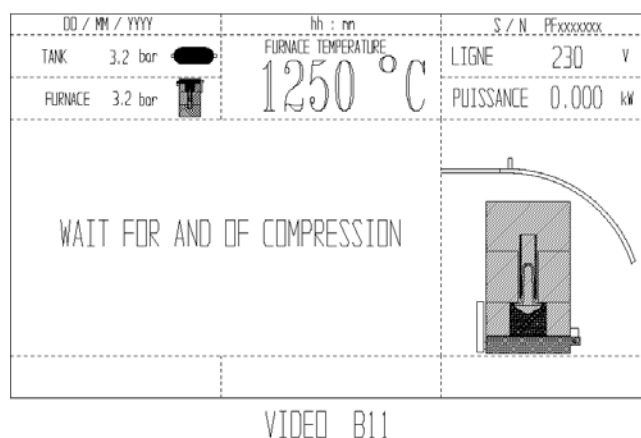 DD / MM / YYYY
hh : mn
S / N PFxxxxxxx
TANK 3.2 bar
FURNACE TEMPERATURE
1250 °C
LIGNE 230 V
FURNACE 3.2 bar
PUISSANCE 0.000 kW
WAIT FOR AND OF COMPRESSION
VIDEO B11